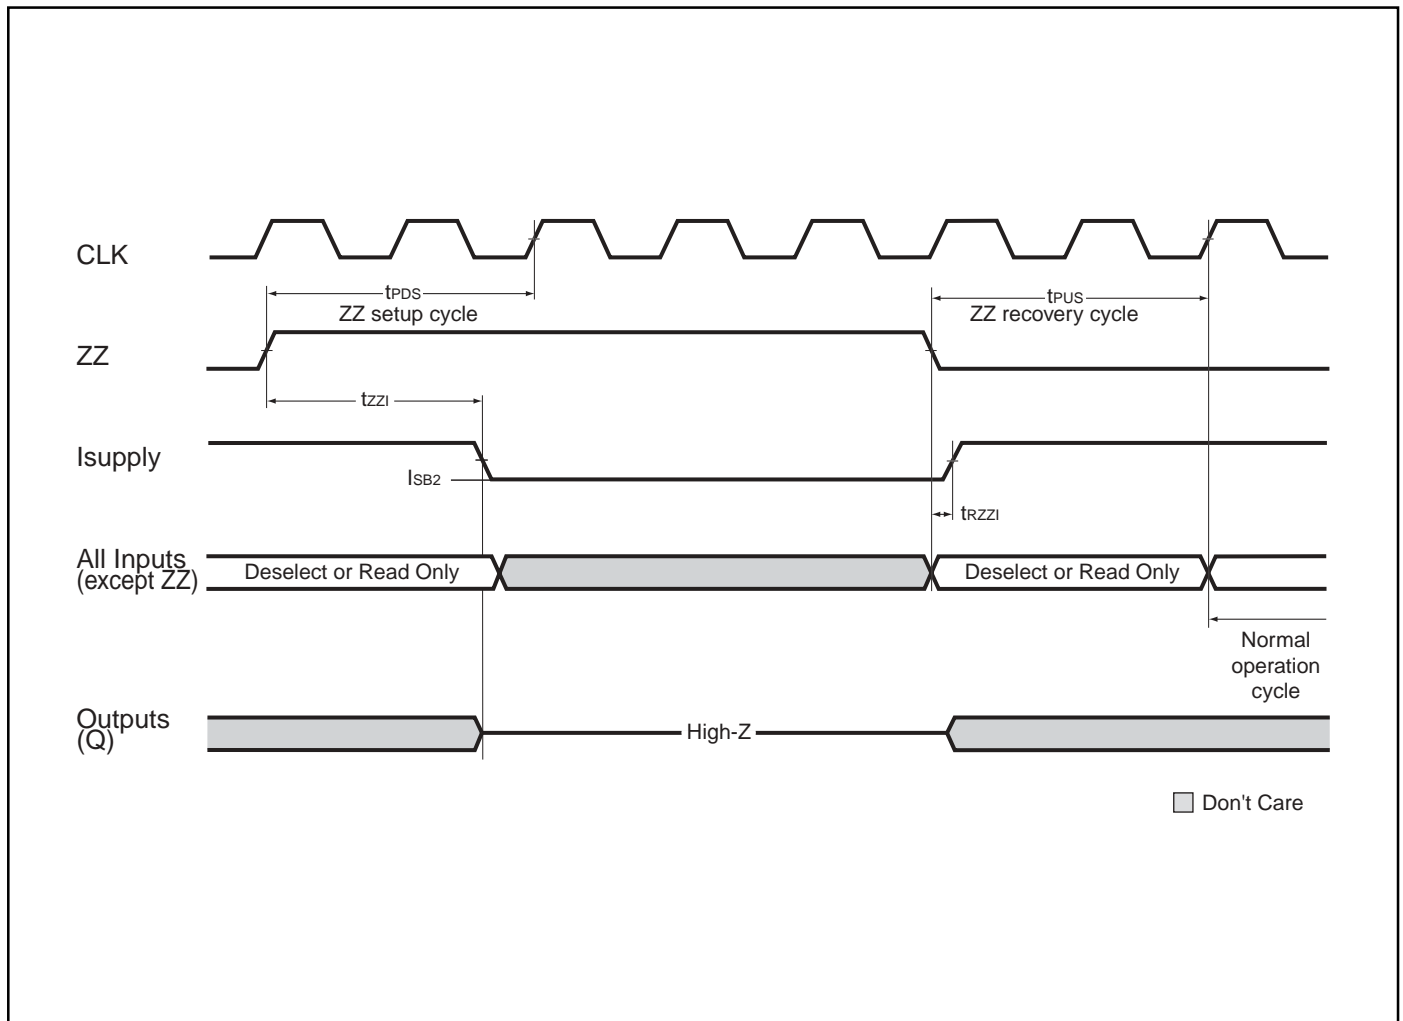 CLK
tPDS
ZZ setup cycle
tPUS
ZZ recovery cycle
ZZ
tZZI
Isupply
ISB2
tRZZI
All Inputs
(except ZZ)
Deselect or Read Only
Deselect or Read Only
Normal
operation
cycle
Outputs
(Q)
High-Z
Don't Care